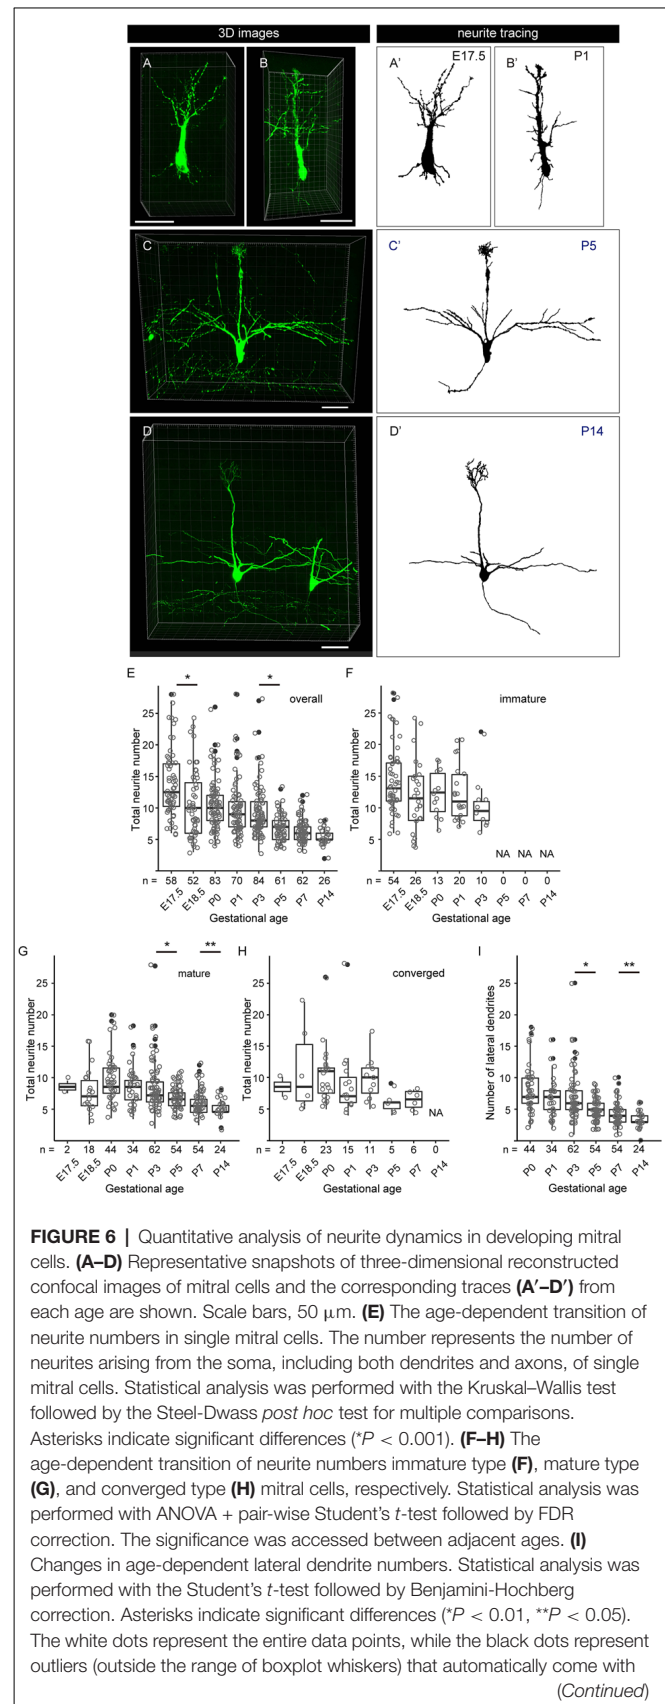 3D images
neurite tracing
A
B
A'
E17.5
B'
P1
C
C'
P5
D
D'
P14
E
overall
*
*
Total neurite number
25
20
15
10
5
n = 58 52 83 70 84 61 62 26
E17.5 E18.5 P0 P1 P3 P5 P7 P14
Gestational age
F
immature
Total neurite number
25
20
15
10
5
NA NA NA
n = 54 26 13 20 10 0 0 0
E17.5 E18.5 P0 P1 P3 P5 P7 P14
Gestational age
G
mature
*
**
Total neurite number
25
20
15
10
5
n = 2 18 44 34 62 54 54 24
E17.5 E18.5 P0 P1 P3 P5 P7 P14
Gestational age
H
converged
Total neurite number
25
20
15
10
5
NA
n = 2 6 23 15 11 5 6 0
E17.5 E18.5 P0 P1 P3 P5 P7 P14
Gestational age
I
*
**
Number of lateral dendrites
25
20
15
10
5
0
n = 44 34 62 54 54 24
P0 P1 P3 P5 P7 P14
Gestational age
FIGURE 6 | Quantitative analysis of neurite dynamics in developing mitral
cells. (A–D) Representative snapshots of three-dimensional reconstructed
confocal images of mitral cells and the corresponding traces (A′–D′) from
each age are shown. Scale bars, 50 μm. (E) The age-dependent transition of
neurite numbers in single mitral cells. The number represents the number of
neurites arising from the soma, including both dendrites and axons, of single
mitral cells. Statistical analysis was performed with the Kruskal–Wallis test
followed by the Steel-Dwass post hoc test for multiple comparisons.
Asterisks indicate significant differences (*P < 0.001). (F–H) The
age-dependent transition of neurite numbers immature type (F), mature type
(G), and converged type (H) mitral cells, respectively. Statistical analysis was
performed with ANOVA + pair-wise Student's t-test followed by FDR
correction. The significance was accessed between adjacent ages. (I)
Changes in age-dependent lateral dendrite numbers. Statistical analysis was
performed with the Student's t-test followed by Benjamini-Hochberg
correction. Asterisks indicate significant differences (*P < 0.01, **P < 0.05).
The white dots represent the entire data points, while the black dots represent
outliers (outside the range of boxplot whiskers) that automatically come with
(Continued)